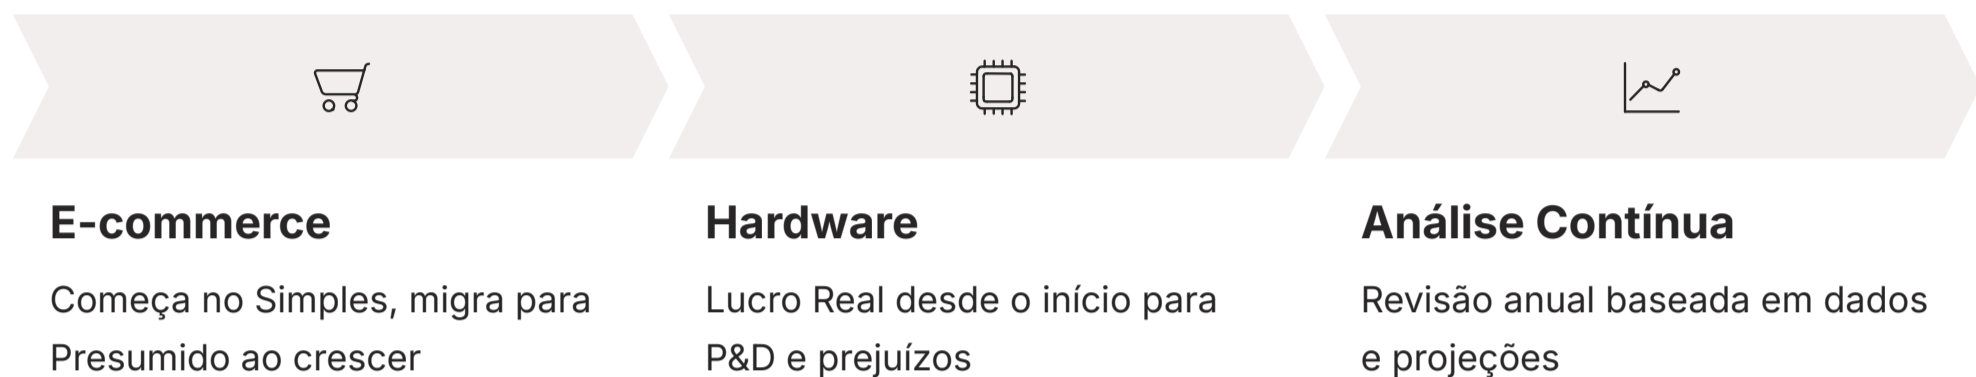 E-commerce
Começa no Simples, migra para
Presumido ao crescer
Hardware
Lucro Real desde o início para
P&D e prejuízos
Análise Contínua
Revisão anual baseada em dados
e projeções